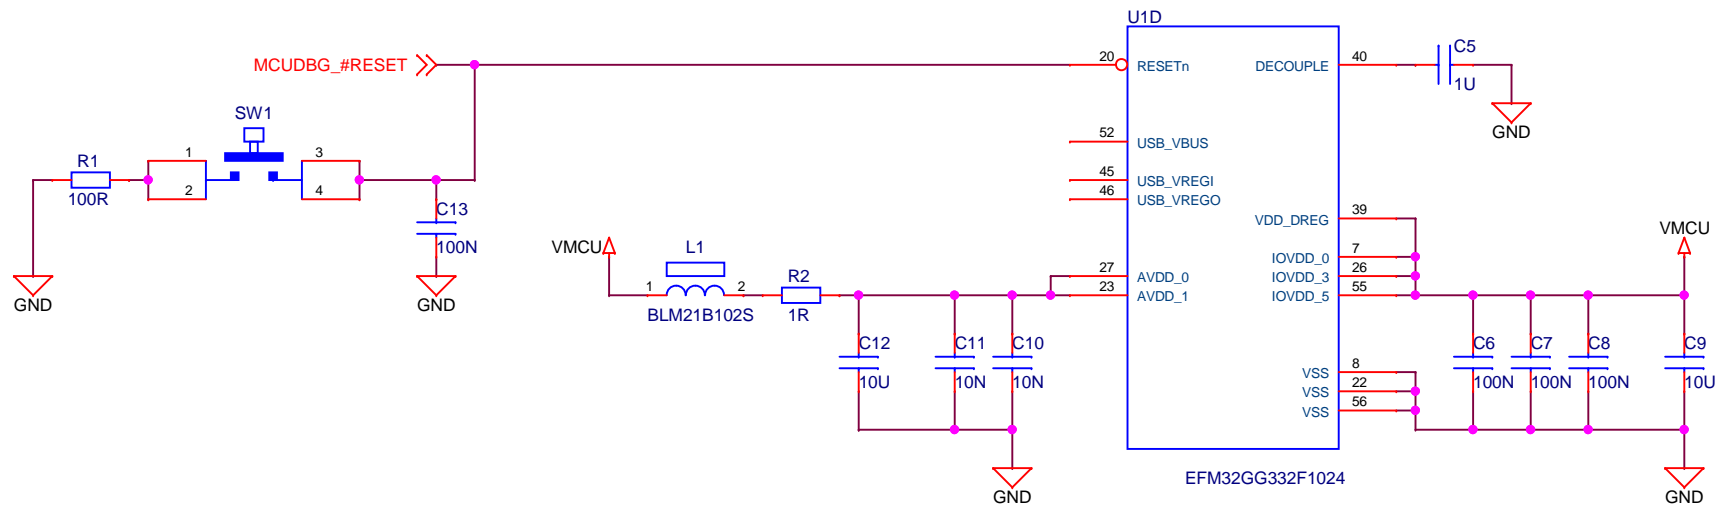 U1D
MCUDBG_#RESET
20
RESETn
DECOUPLE
40
C5
1U
GND
SW1
52
USB_VBUS
R1
100R
1
2
3
4
45
USB_VREGI
46
USB_VREGO
C13
100N
39
VDD_DREG
VMCU
L1
1
2
BLM21B102S
R2
1R
27
AVDD_0
23
AVDD_1
7
IOVDD_0
26
IOVDD_3
55
IOVDD_5
VMCU
GND
GND
C12
10U
C11
10N
C10
10N
C6
100N
C7
100N
C8
100N
C9
10U
VSS
8
VSS
22
VSS
56
EFM32GG332F1024
GND
GND